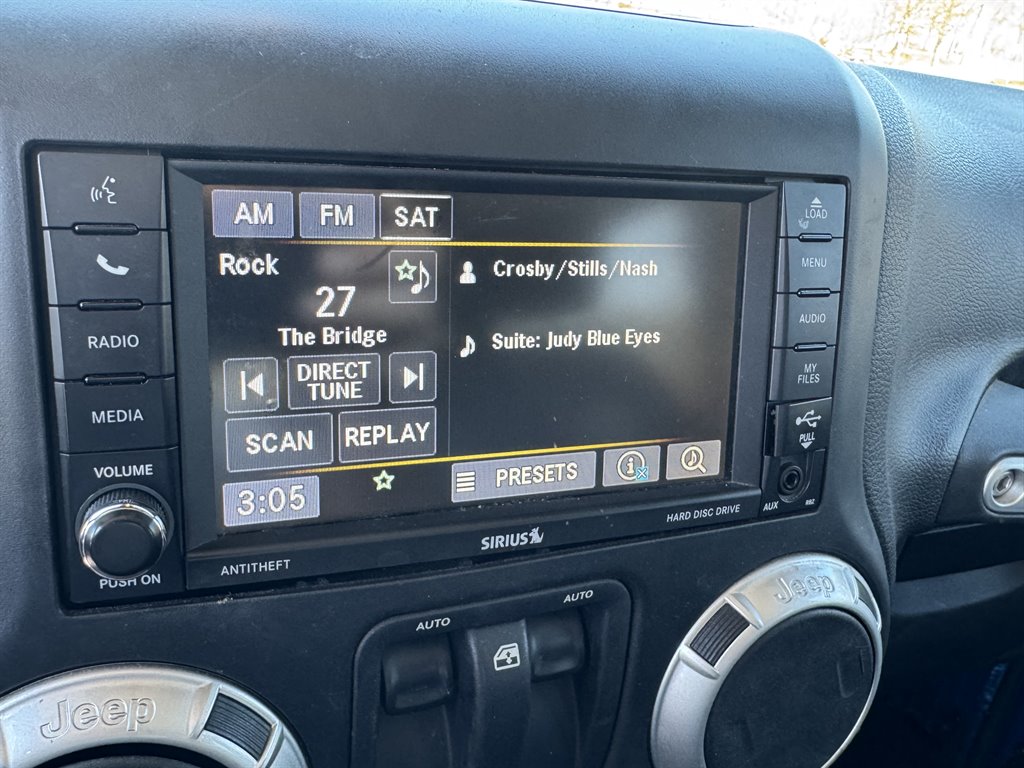 AM FM SAT
Rock
27
The Bridge
DIRECT
TUNE
SCAN REPLAY
3:05
Crosby/Stills/Nash
Suite: Judy Blue Eyes
PRESETS
RADIO
MEDIA
VOLUME
PUSH ON
LOAD
MENU
AUDIO
MY
FILES
PULL
AUX RBZ
ANTITHEFT
SIRIUS
HARD DISC DRIVE
AUTO AUTO
Jeep
Jeep